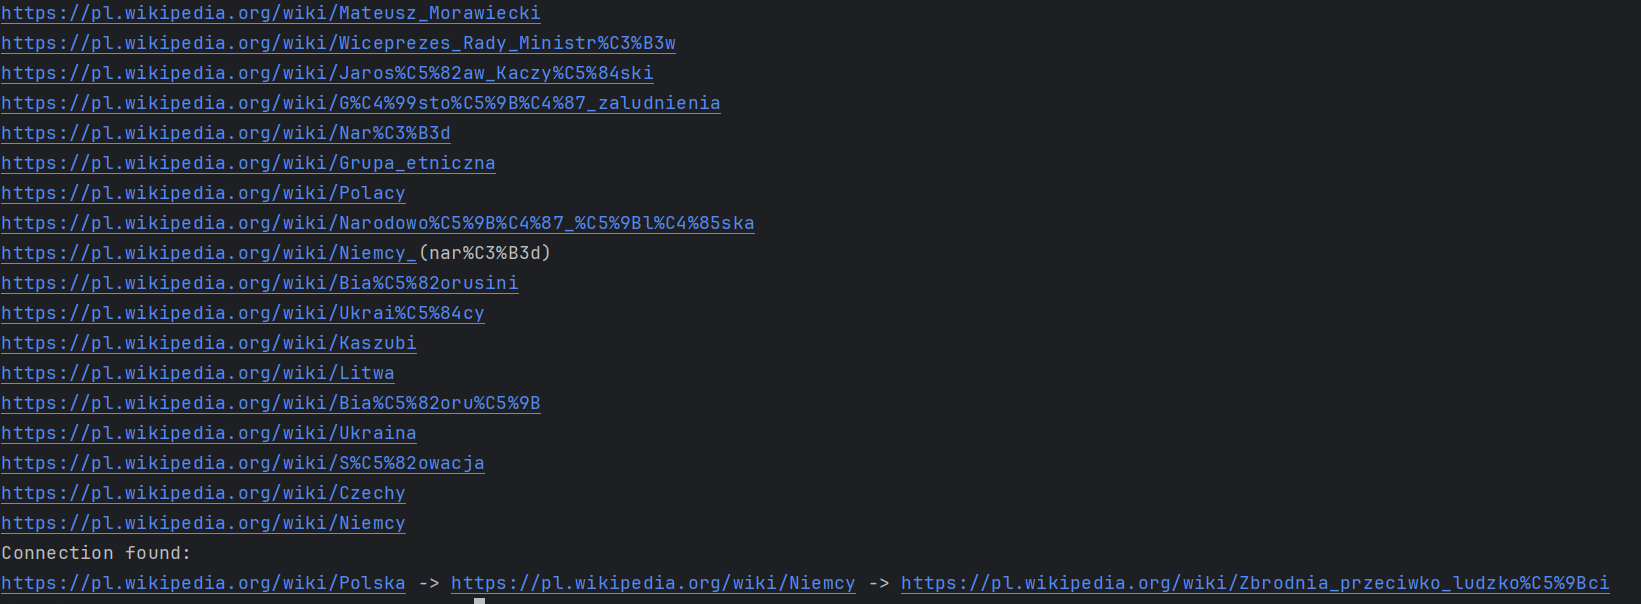 https://pl.wikipedia.org/wiki/Mateusz_Morawiecki
https://pl.wikipedia.org/wiki/Wiceprezes_Rady_Ministr%C3%B3w
https://pl.wikipedia.org/wiki/Jaros%C5%82aw_Kaczy%C5%84ski
https://pl.wikipedia.org/wiki/G%C4%99sto%C5%9B%C4%87_zaludnienia
https://pl.wikipedia.org/wiki/Nar%C3%B3d
https://pl.wikipedia.org/wiki/Grupa_etniczna
https://pl.wikipedia.org/wiki/Polacy
https://pl.wikipedia.org/wiki/Narodowo%C5%9B%C4%87_%C5%9Bl%C4%85ska
https://pl.wikipedia.org/wiki/Niemcy_(nar%C3%B3d)
https://pl.wikipedia.org/wiki/Bia%C5%82orusini
https://pl.wikipedia.org/wiki/Ukrai%C5%84cy
https://pl.wikipedia.org/wiki/Kaszubi
https://pl.wikipedia.org/wiki/Litwa
https://pl.wikipedia.org/wiki/Bia%C5%82oru%C5%9B
https://pl.wikipedia.org/wiki/Ukraina
https://pl.wikipedia.org/wiki/S%C5%82owacja
https://pl.wikipedia.org/wiki/Czechy
https://pl.wikipedia.org/wiki/Niemcy
Connection found:
https://pl.wikipedia.org/wiki/Polska -> https://pl.wikipedia.org/wiki/Niemcy -> https://pl.wikipedia.org/wiki/Zbrodnia_przeciwko_ludzko%C5%9Bci